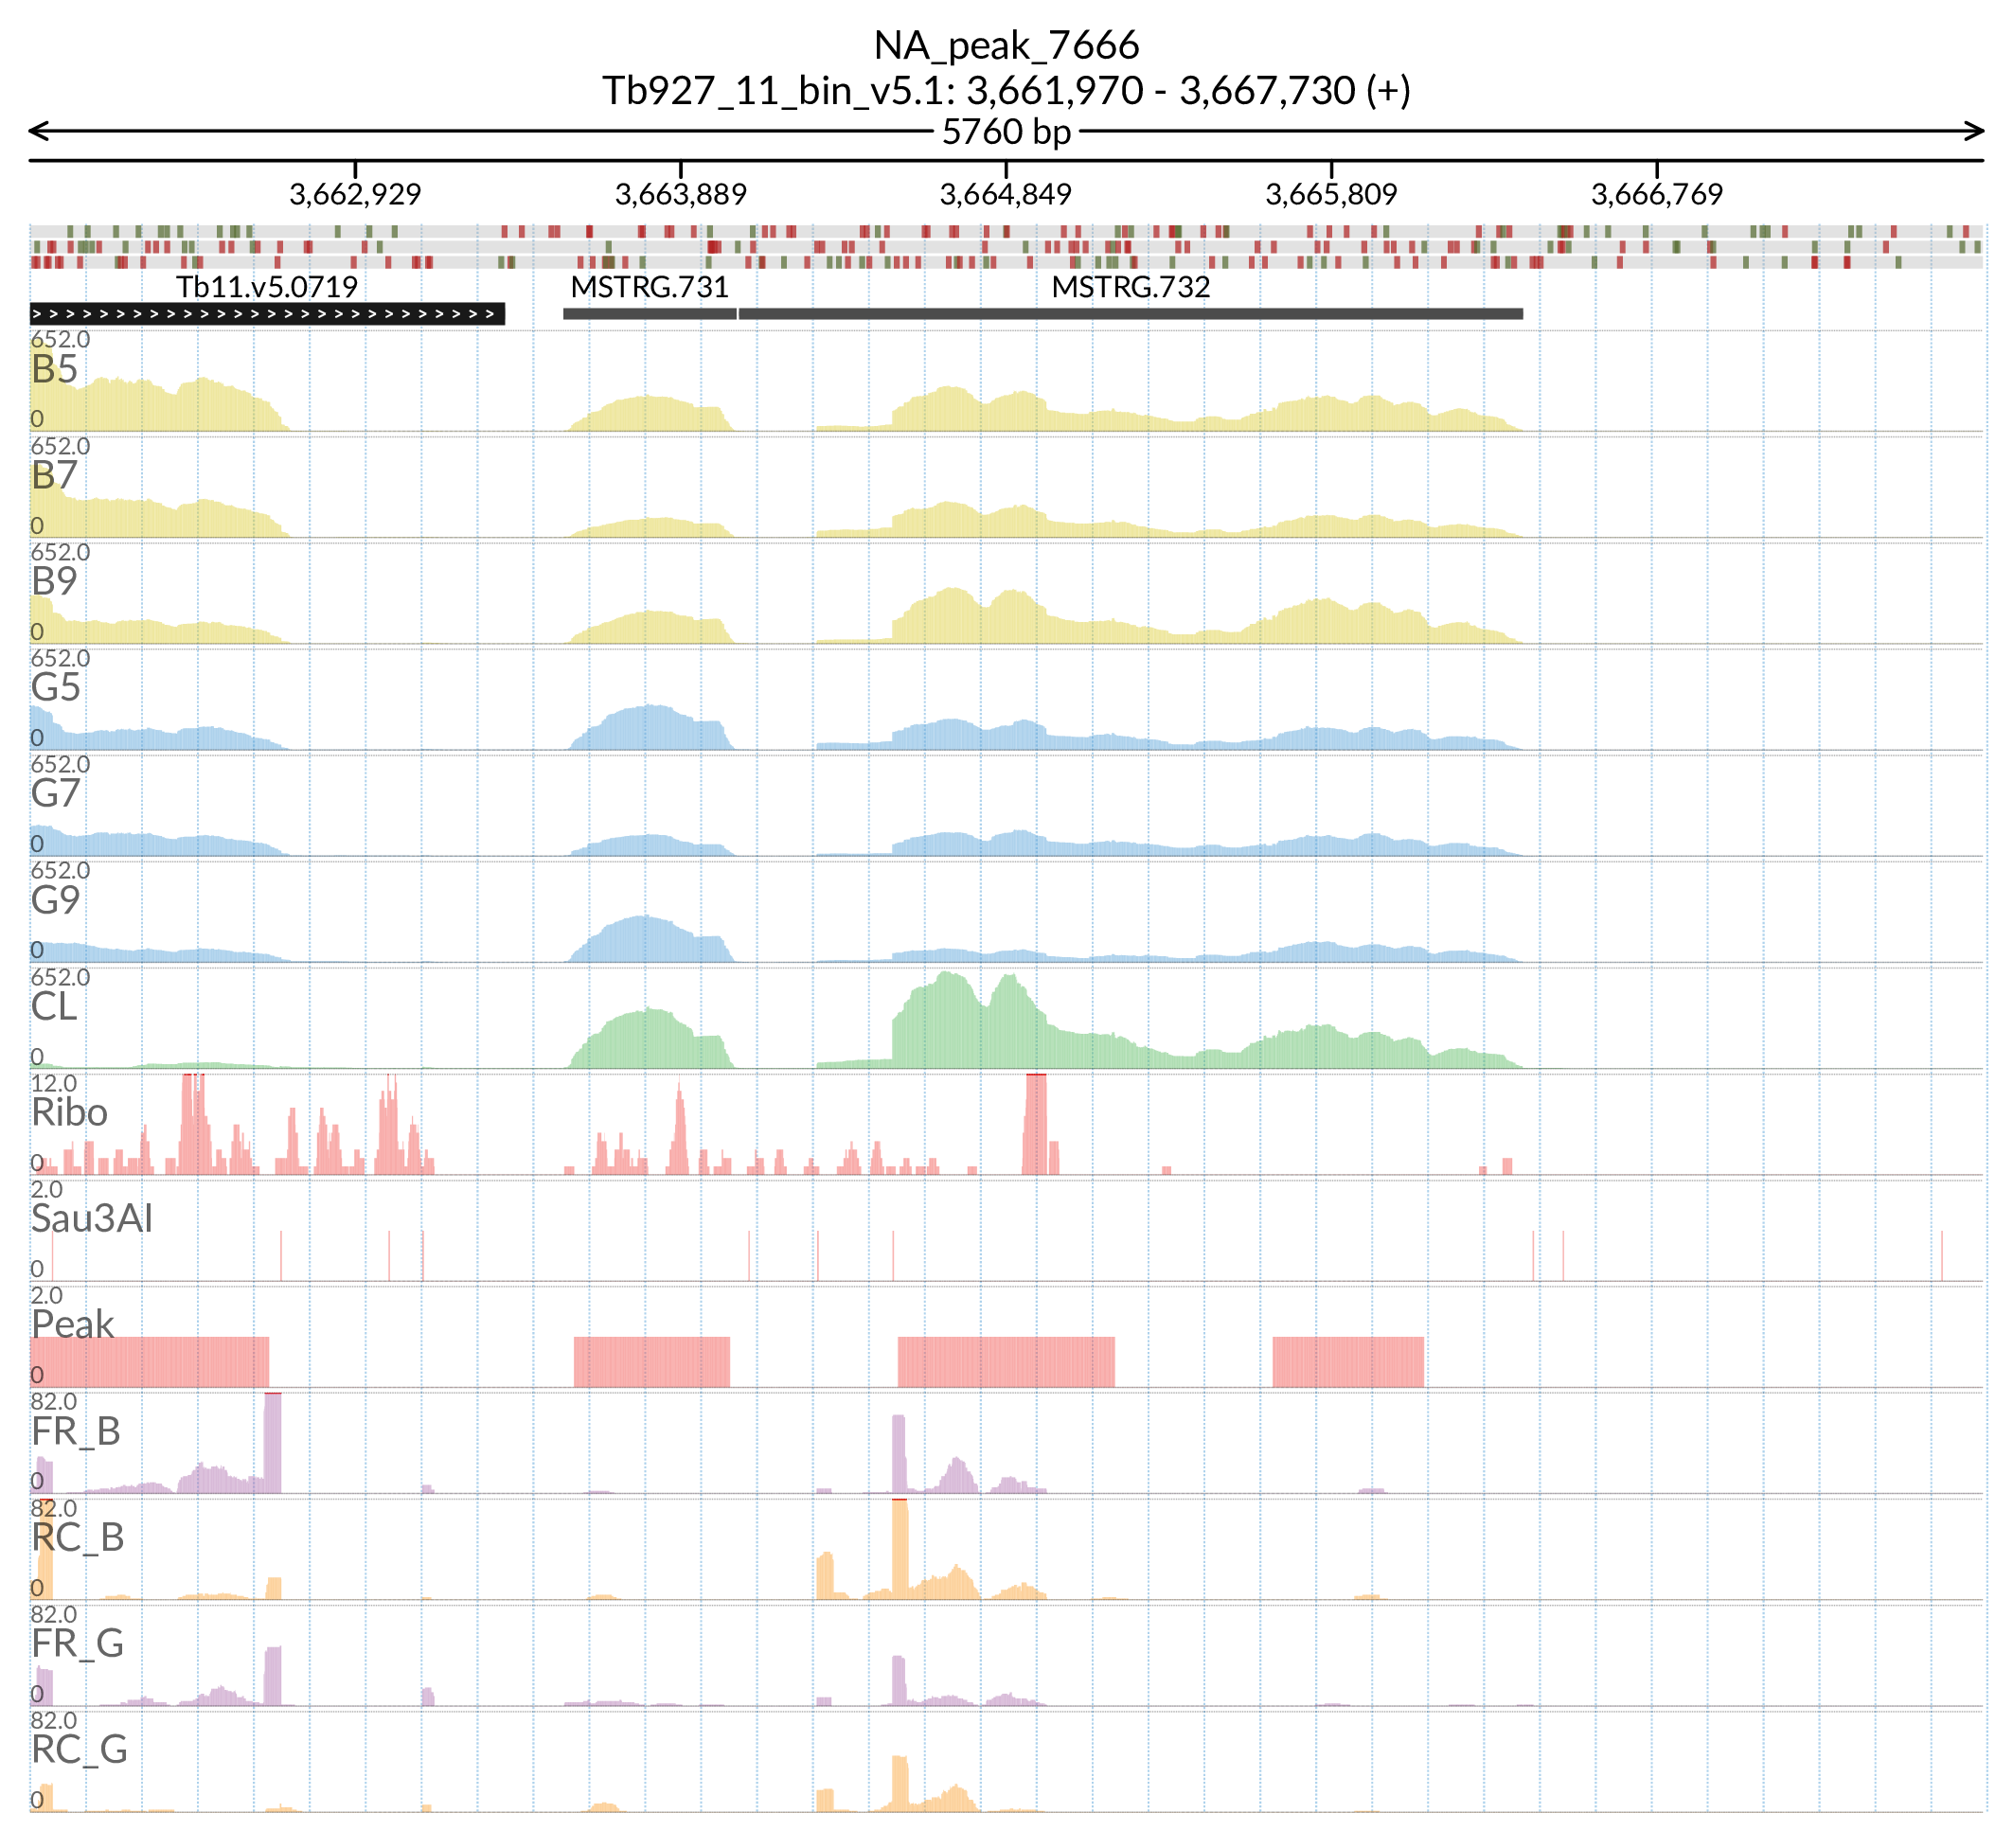 NA_peak_7666
Tb927_11_bin_v5.1: 3,661,970 - 3,667,730 (+)
5760 bp
3,662,929 3,663,889 3,664,849 3,665,809 3,666,769
Tb11.v5.0719 MSTRG.731 MSTRG.732
652.0
B5
0
652.0
B7
0
652.0
B9
0
652.0
G5
0
652.0
G7
0
652.0
G9
0
652.0
CL
0
12.0
Ribo
0
2.0
Sau3AI
0
2.0
Peak
0
82.0
FR_B
0
82.0
RC_B
0
82.0
FR_G
0
82.0
RC_G
0